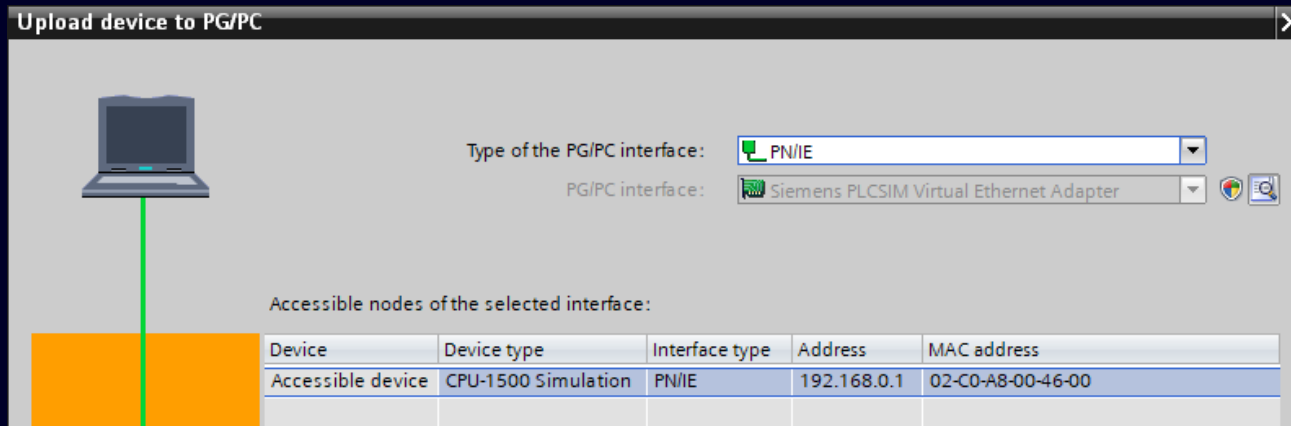 Upload device to PG/PC
Type of the PG/PC interface: PN/IE
PG/PC interface: Siemens PLCSIM Virtual Ethernet Adapter
Accessible nodes of the selected interface:
Device Device type Interface type Address MAC address
Accessible device CPU-1500 Simulation PN/IE 192.168.0.1 02-C0-A8-00-46-00